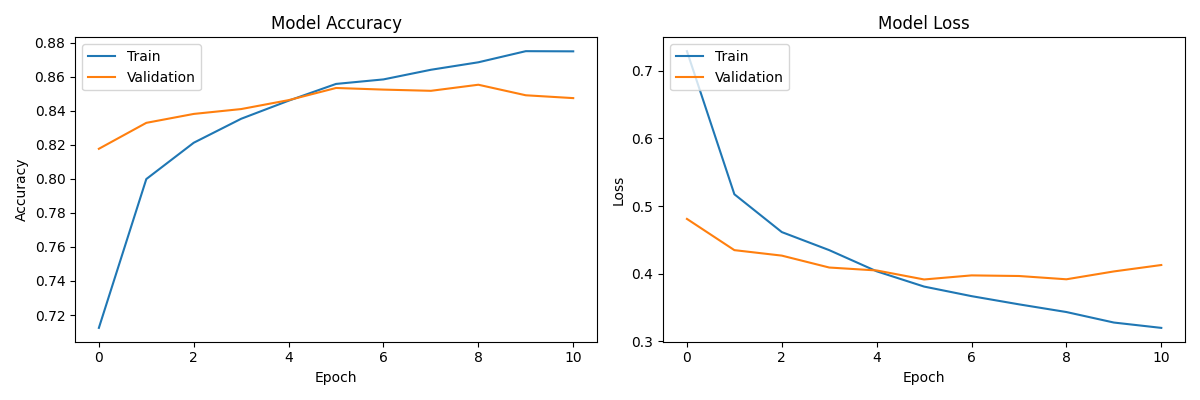 Model Accuracy
Train
Validation
0.88
0.86
0.84
0.82
0.80
0.78
0.76
0.74
0.72
Accuracy
0 2 4 6 8 10
Epoch
Model Loss
Train
Validation
0.7
0.6
0.5
0.4
0.3
Loss
0 2 4 6 8 10
Epoch